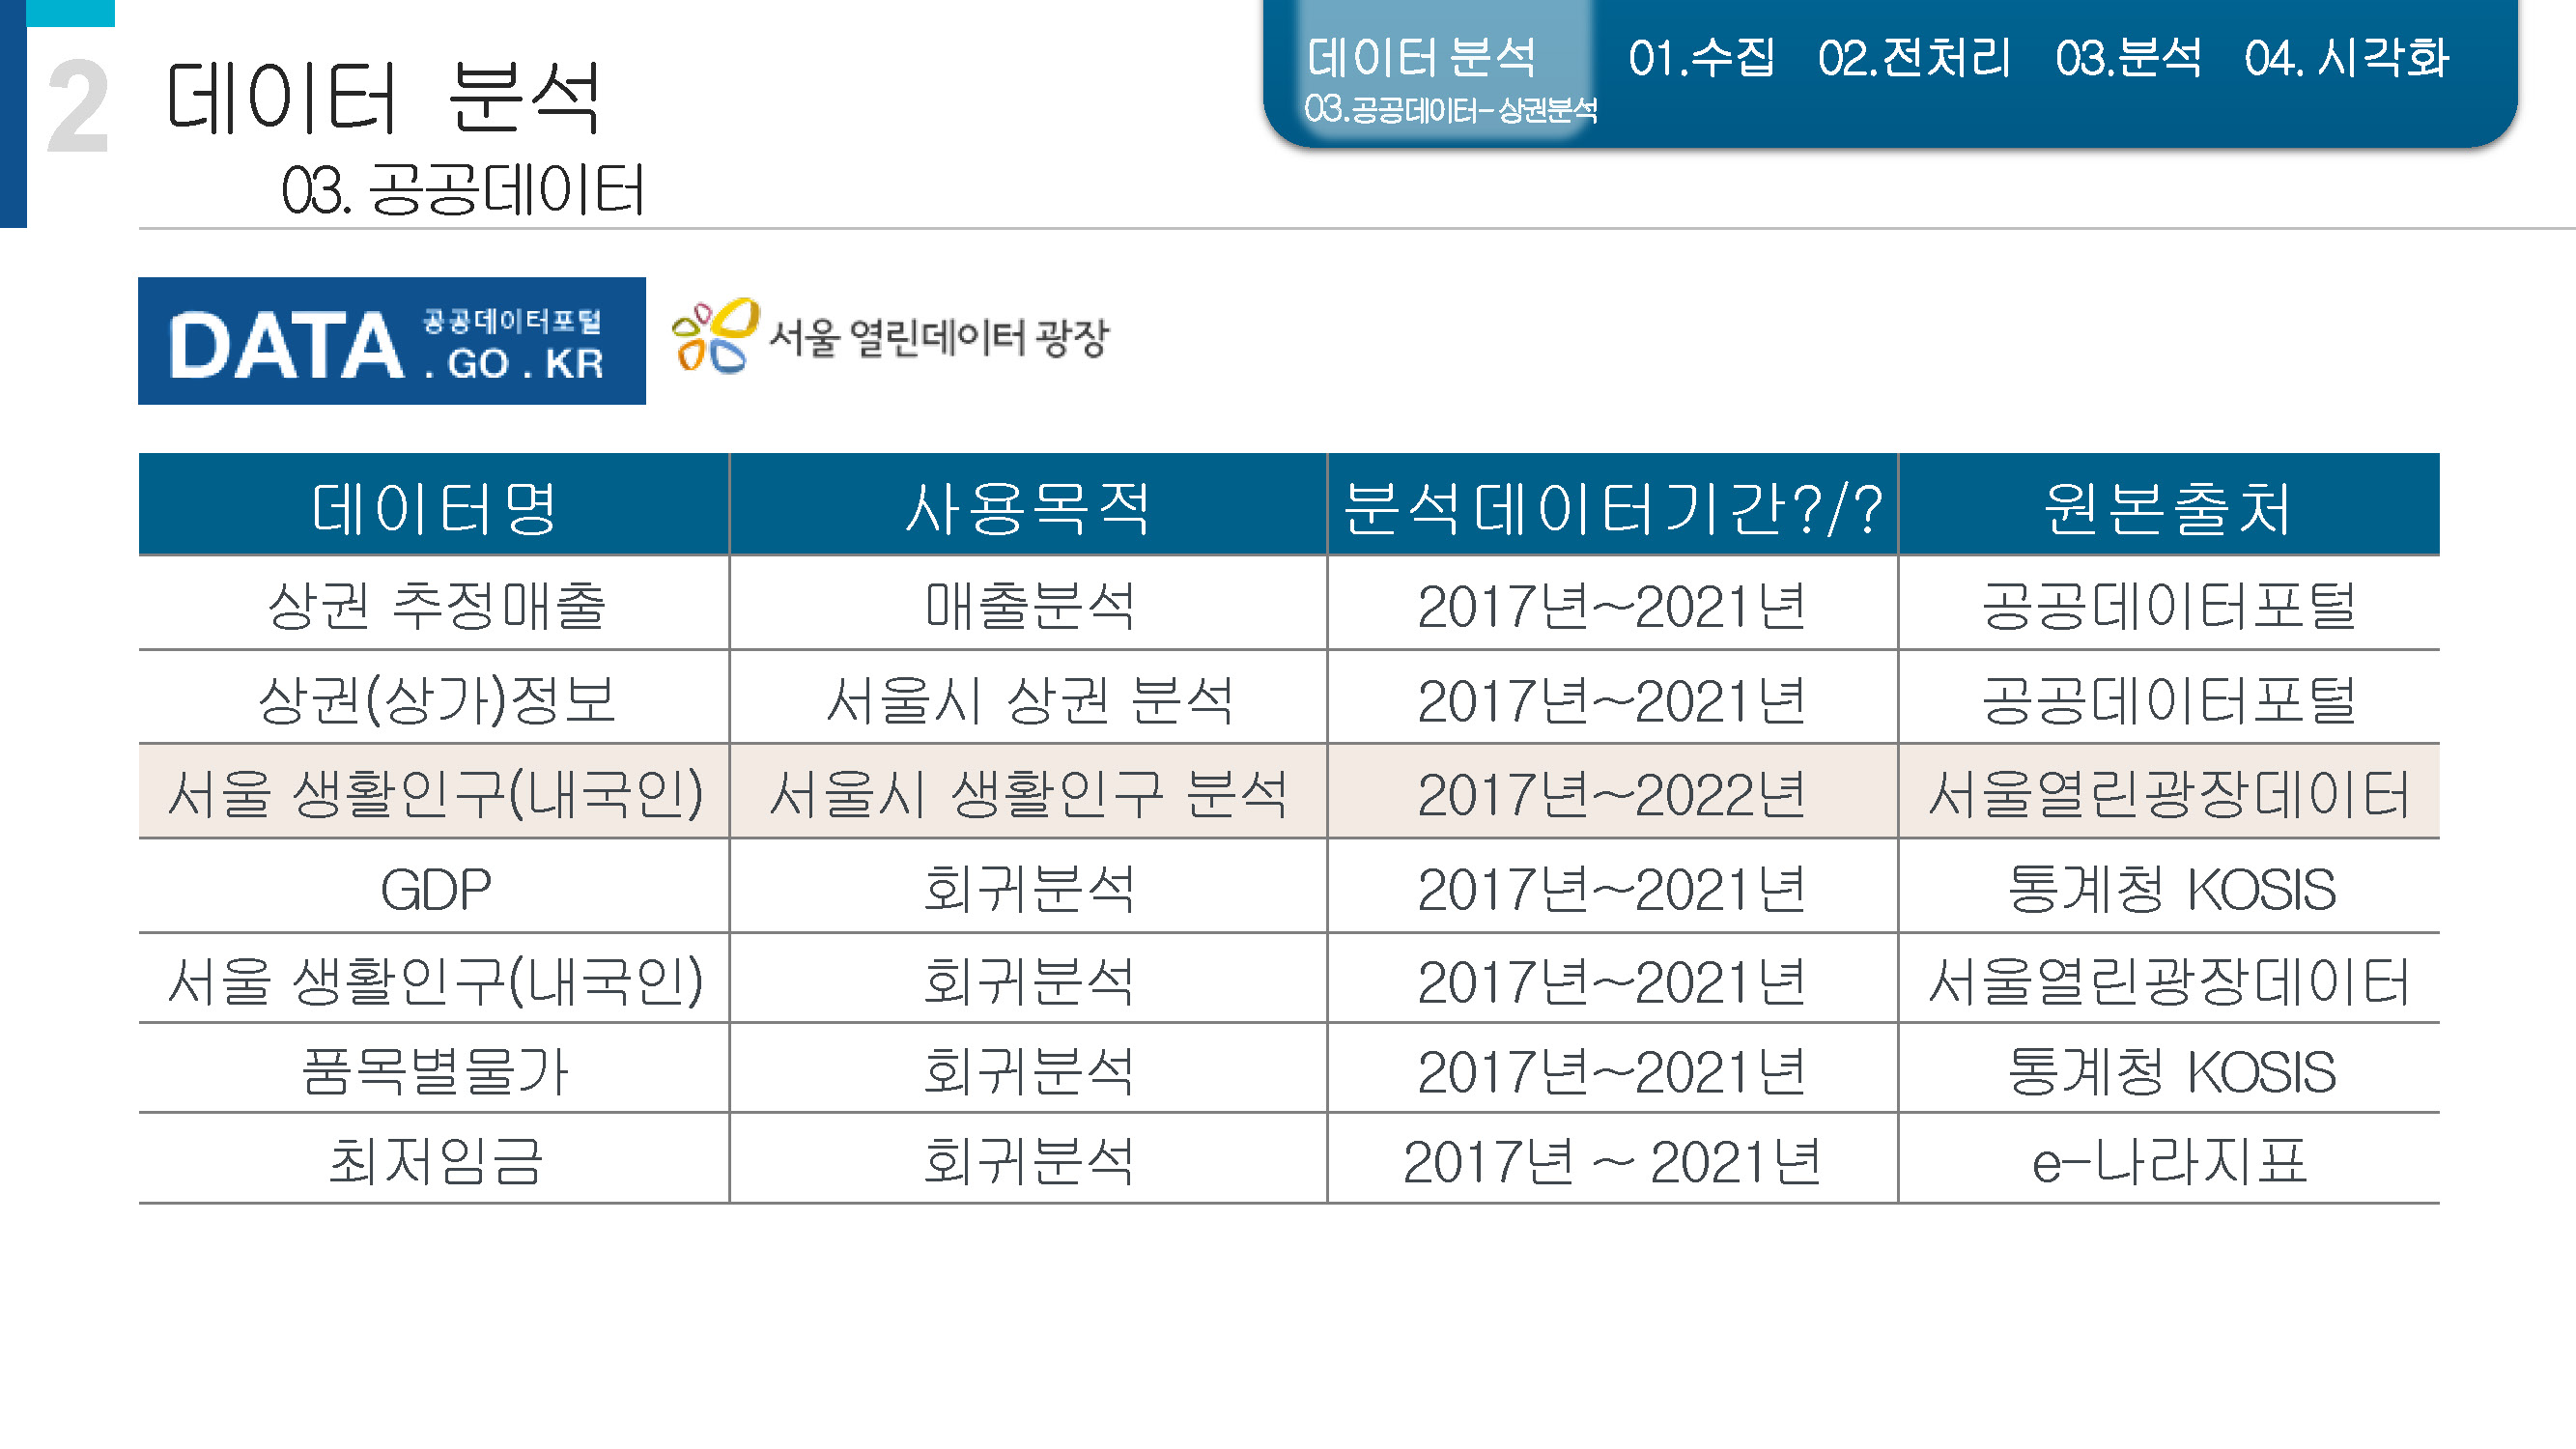 2
데이터 분석
03. 공공데이터
데이터 분석 01.수집 02.전처리 03.분석 04. 시각화
03.공공데이터-상권분석
DATA 공공데이터포털
. GO . KR
서울 열린데이터 광장
데이터명 사용목적 분석데이터기간?/? 원본출처
상권 추정매출 매출분석 2017년~2021년 공공데이터포털
상권(상가)정보 서울시 상권 분석 2017년~2021년 공공데이터포털
서울 생활인구(내국인) 서울시 생활인구 분석 2017년~2022년 서울열린광장데이터
GDP 회귀분석 2017년~2021년 통계청 KOSIS
서울 생활인구(내국인) 회귀분석 2017년~2021년 서울열린광장데이터
품목별물가 회귀분석 2017년~2021년 통계청 KOSIS
최저임금 회귀분석 2017년 ~ 2021년 e-나라지표